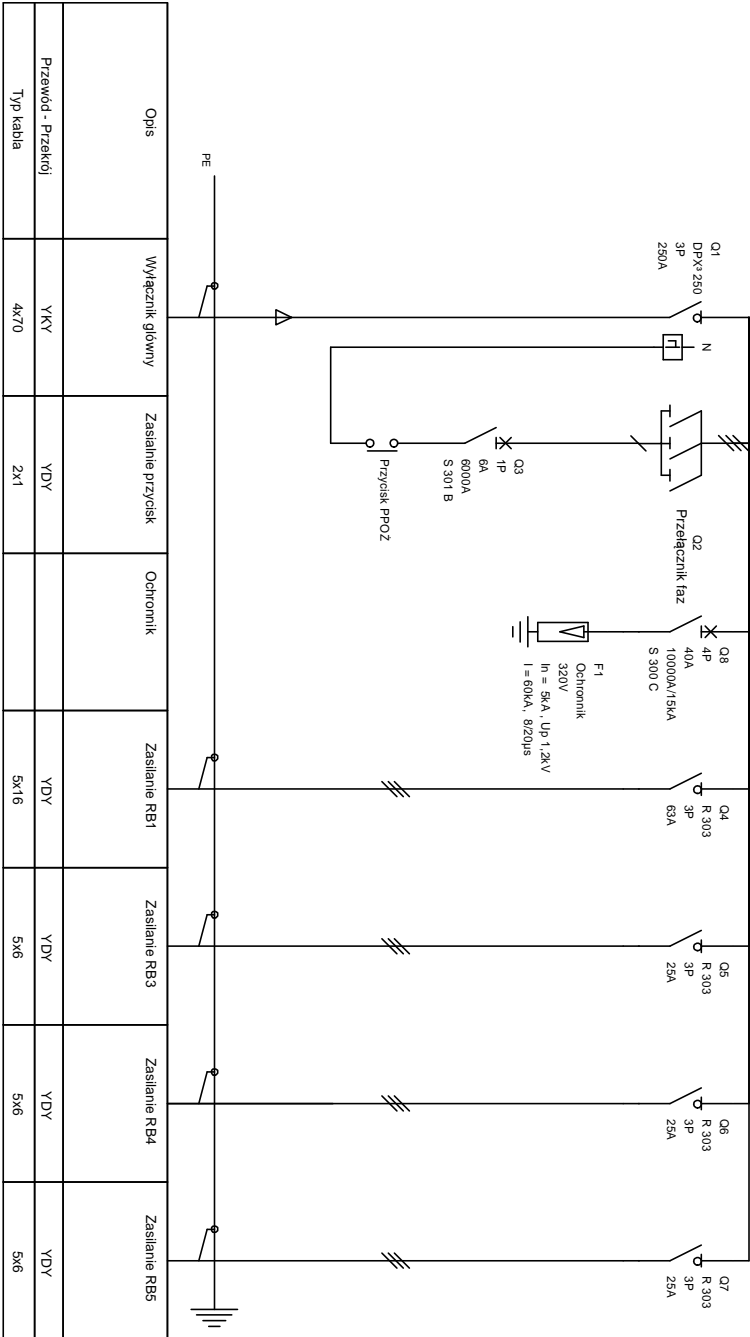 Q1
DPX³ 250
3P
250A
N
Q2
Przełącznik faz
Q3
1P
6A
6000A
S 301 B
Przycisk PPOŻ
Q8
4P
40A
10000A/15kA
S 300 C
F1
Ochronnik
320V
In = 5kA , Up 1,2kV
I = 60kA , 8/20µs
Q4
R 303
3P
63A
Q5
R 303
3P
25A
Q6
R 303
3P
25A
Q7
R 303
3P
25A
PE
Opis
Wyłącznik główny
Zasialnie przycisk
Ochronnik
Zasilanie RB1
Zasilanie RB3
Zasilanie RB4
Zasilanie RB5
Przewód - Przekrój
YKY
YDY
YDY
YDY
YDY
YDY
Typ kabla
4x70
2x1
5x16
5x6
5x6
5x6